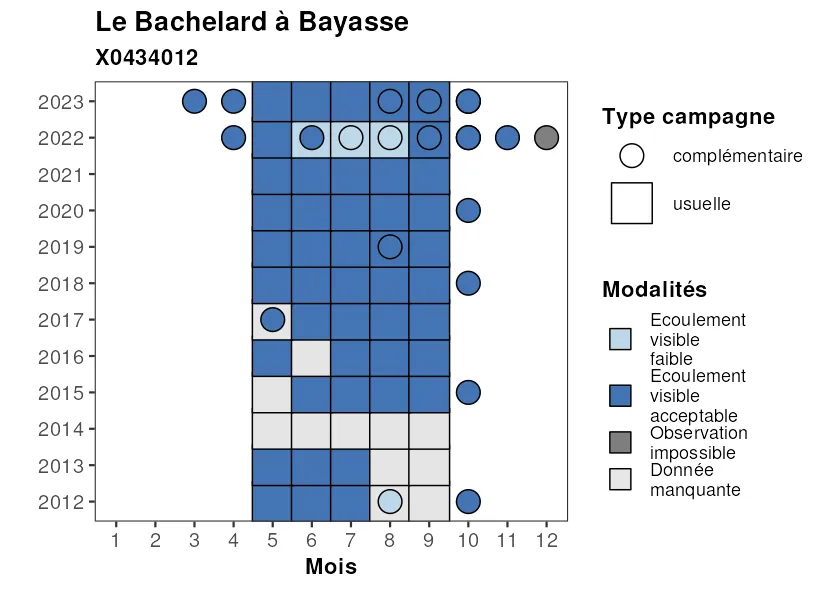 Le Bachelard à Bayasse
X0434012
2023
2022
2021
2020
2019
2018
2017
2016
2015
2014
2013
2012
1 2 3 4 5 6 7 8 9 10 11 12
Mois
Type campagne
complémentaire
usuelle
Modalités
Ecoulement
visible
faible
Ecoulement
visible
acceptable
Observation
impossible
Donnée
manquante